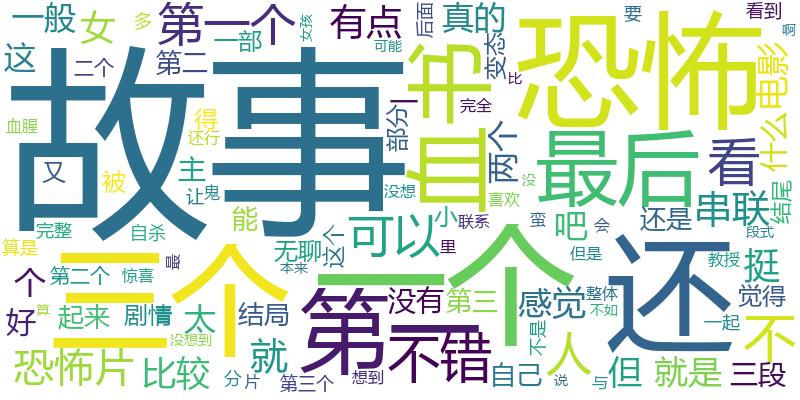 一般
女
多
第一个
有点
后面
真的
要
看到
啊
这
二个
第二
一部
女孩
可能
变态
比
恐怖
电影
什么
故事
血书
血腥
得
还行
部分
一
完全
两个
最后
看
又
被
主
让
鬼
没想
喜欢
没
串联
结尾
完整
自杀
能
无聊
这个
可以
小
联系
里
一个
蛮
吧
会
还是
段式
算是
三个
第二个
惊喜
最
本来
还
但是
教授
挺
个
第一
没有
第三
感觉
整体
不如
觉得
好
算
起来
剧情
太
结局
不错
不是
一起
不
没想到
恐怖片
比较
就
分
片
第三个
想到
自己
说
人
与
但
就是
三段